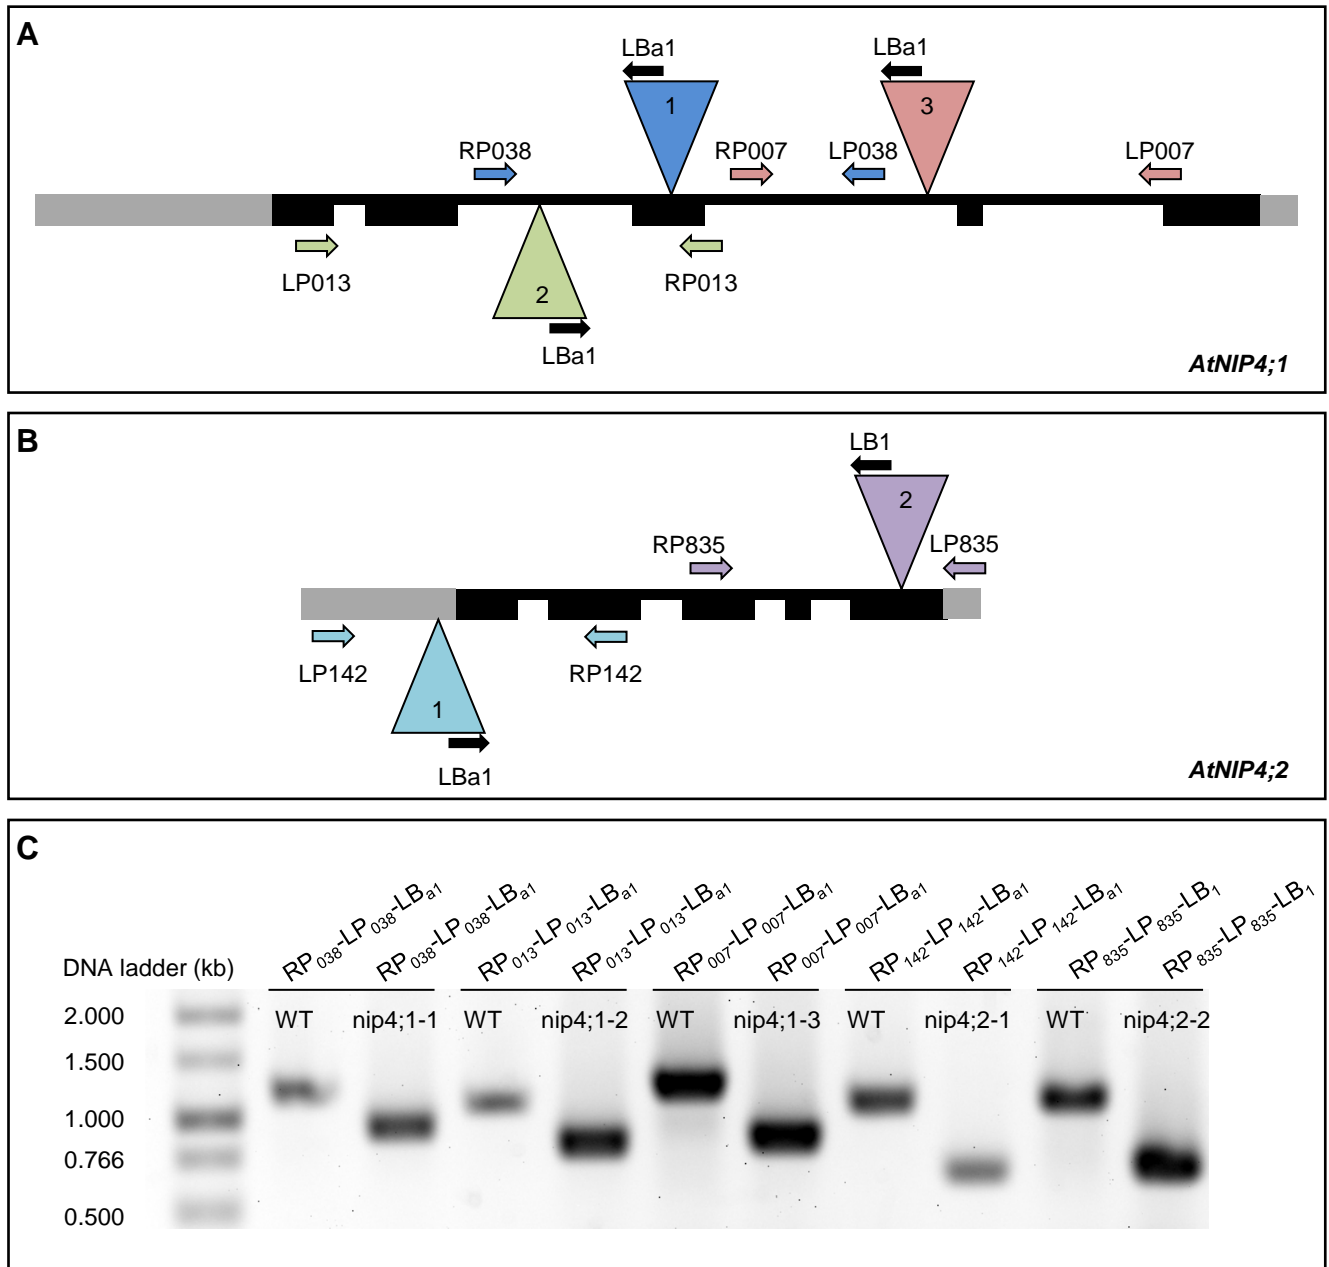 A
LBa1
LBa1
1
3
RP038
RP007
LP038
LP007
LP013
2
RP013
LBa1
AtNIP4;1
B
LB1
2
RP835
LP835
LP142
RP142
1
LBa1
AtNIP4;2
C
RP038-LP038-LBa1
RP038-LP038-LBa1
RP013-LP013-LBa1
RP013-LP013-LBa1
RP007-LP007-LBa1
RP007-LP007-LBa1
RP142-LP142-LBa1
RP142-LP142-LBa1
RP835-LP835-LB1
RP835-LP835-LB1
DNA ladder (kb)
2.000
WT nip4;1-1 WT nip4;1-2 WT nip4;1-3 WT nip4;2-1 WT nip4;2-2
1.500
1.000
0.766
0.500